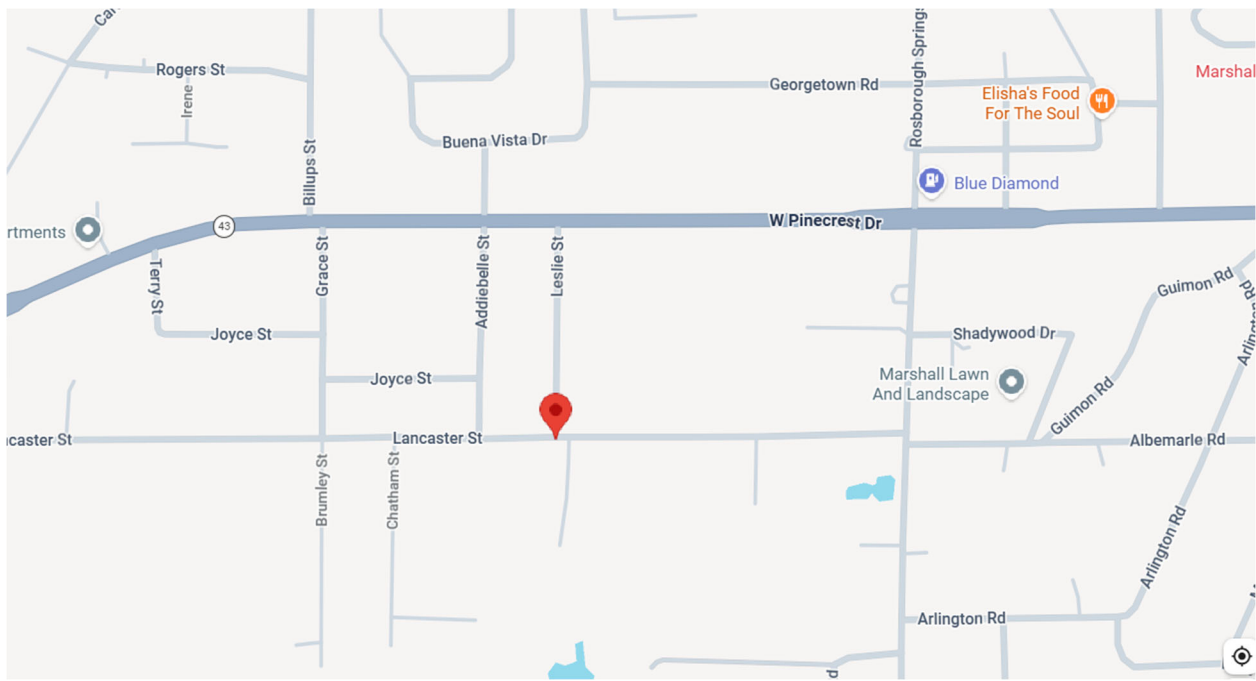 Car
Rogers St
Irene
Georgetown Rd
Rosborough Springs
Marshal
Elisha's Food
For The Soul
Buena Vista Dr
Billups St
Blue Diamond
rtments
43
W Pinecrest Dr
Terry St
Grace St
Addiebelle St
Leslie St
Guimon Rd
Arlington Rd
Joyce St
Shadywood Dr
Joyce St
Marshall Lawn
And Landscape
Guimon Rd
ncaster St
Lancaster St
Albemarle Rd
Brumley St
Chatham St
Arlington Rd
Arlington Rd
d